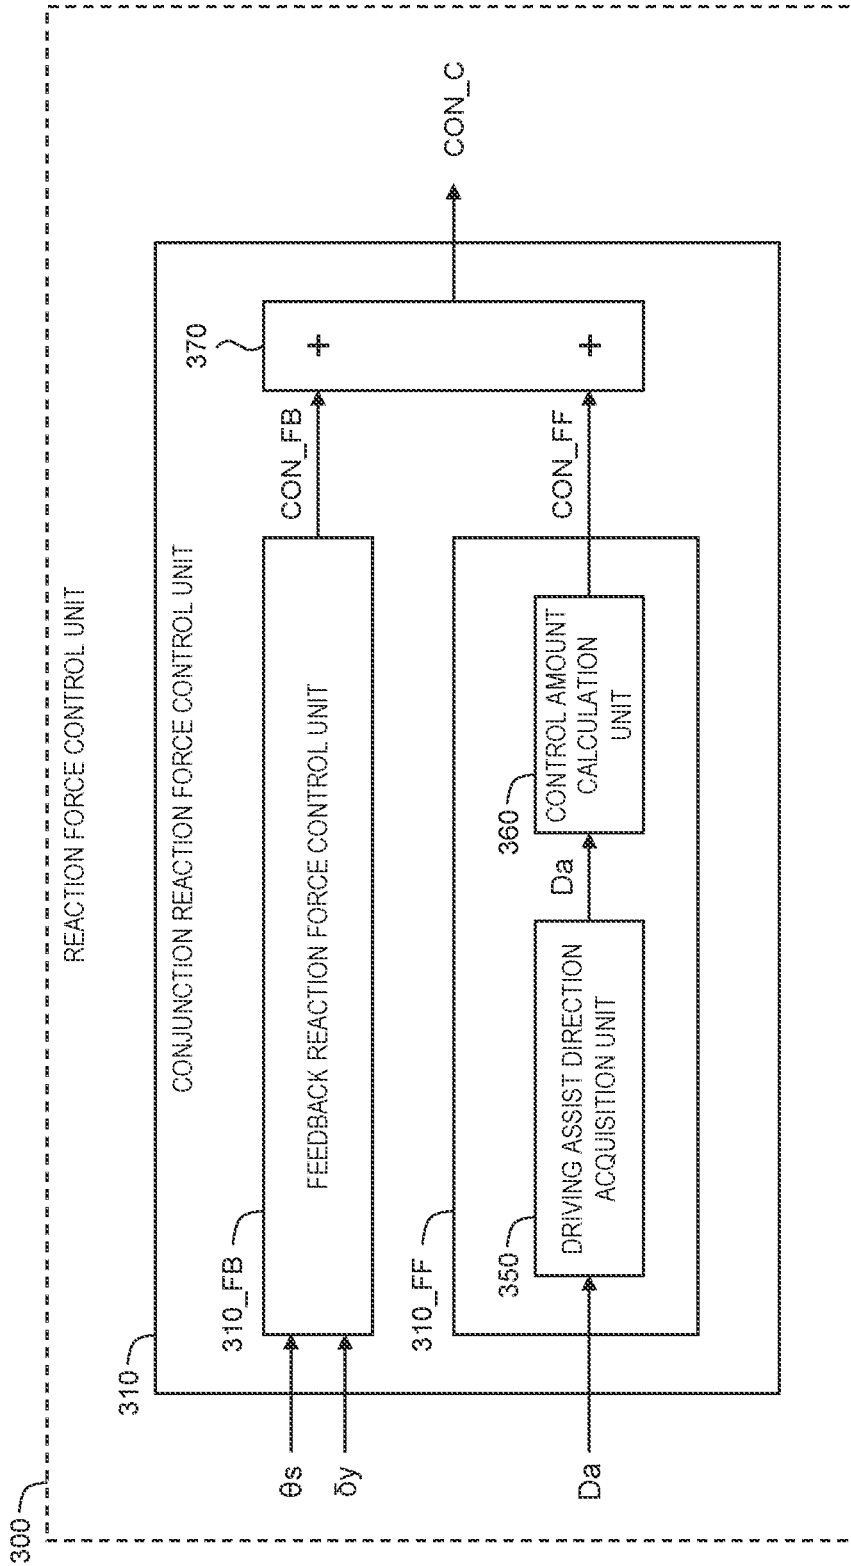 300
REACTION FORCE CONTROL UNIT
310
CONJUNCTION REACTION FORCE CONTROL UNIT
310_FB
θs
δy
FEEDBACK REACTION FORCE CONTROL UNIT
CON_FB
370
+
+
CON_C
310_FF
Da
350
DRIVING ASSIST DIRECTION
ACQUISITION UNIT
Da
360
CONTROL AMOUNT
CALCULATION
UNIT
CON_FF